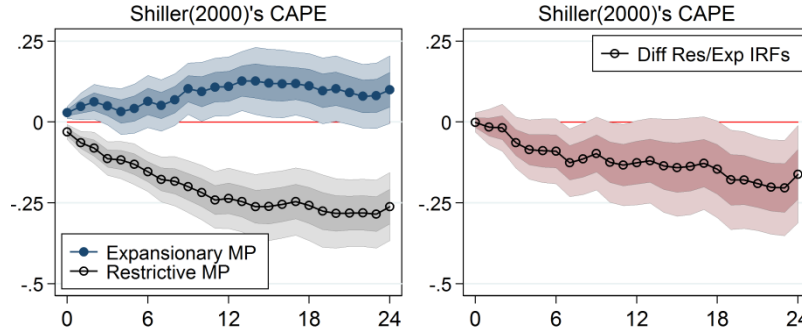 Shiller(2000)'s CAPE
.25
0
-.25
-.5
Expansionary MP
Restrictive MP
0 6 12 18 24
Shiller(2000)'s CAPE
.25
0
-.25
-.5
Diff Res/Exp IRFs
0 6 12 18 24